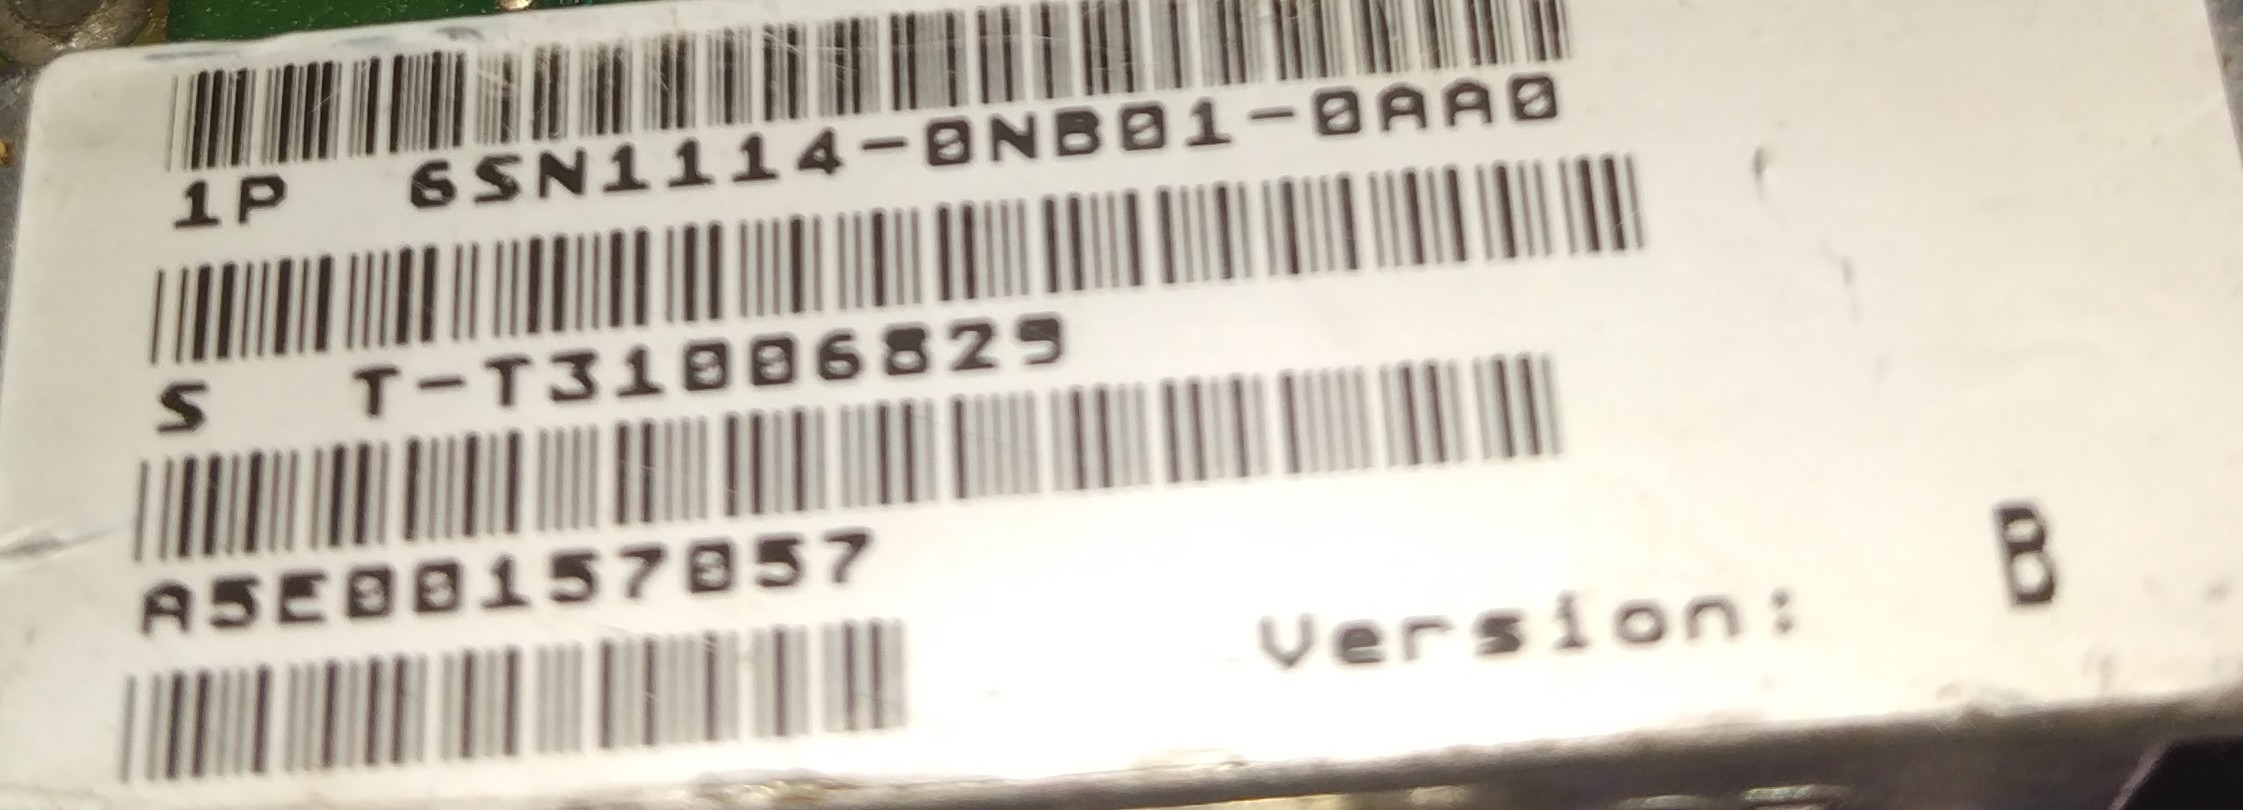 1P 6SN1114-0NB01-0AA0
S T-T31006829
A5E00157057
Version: B